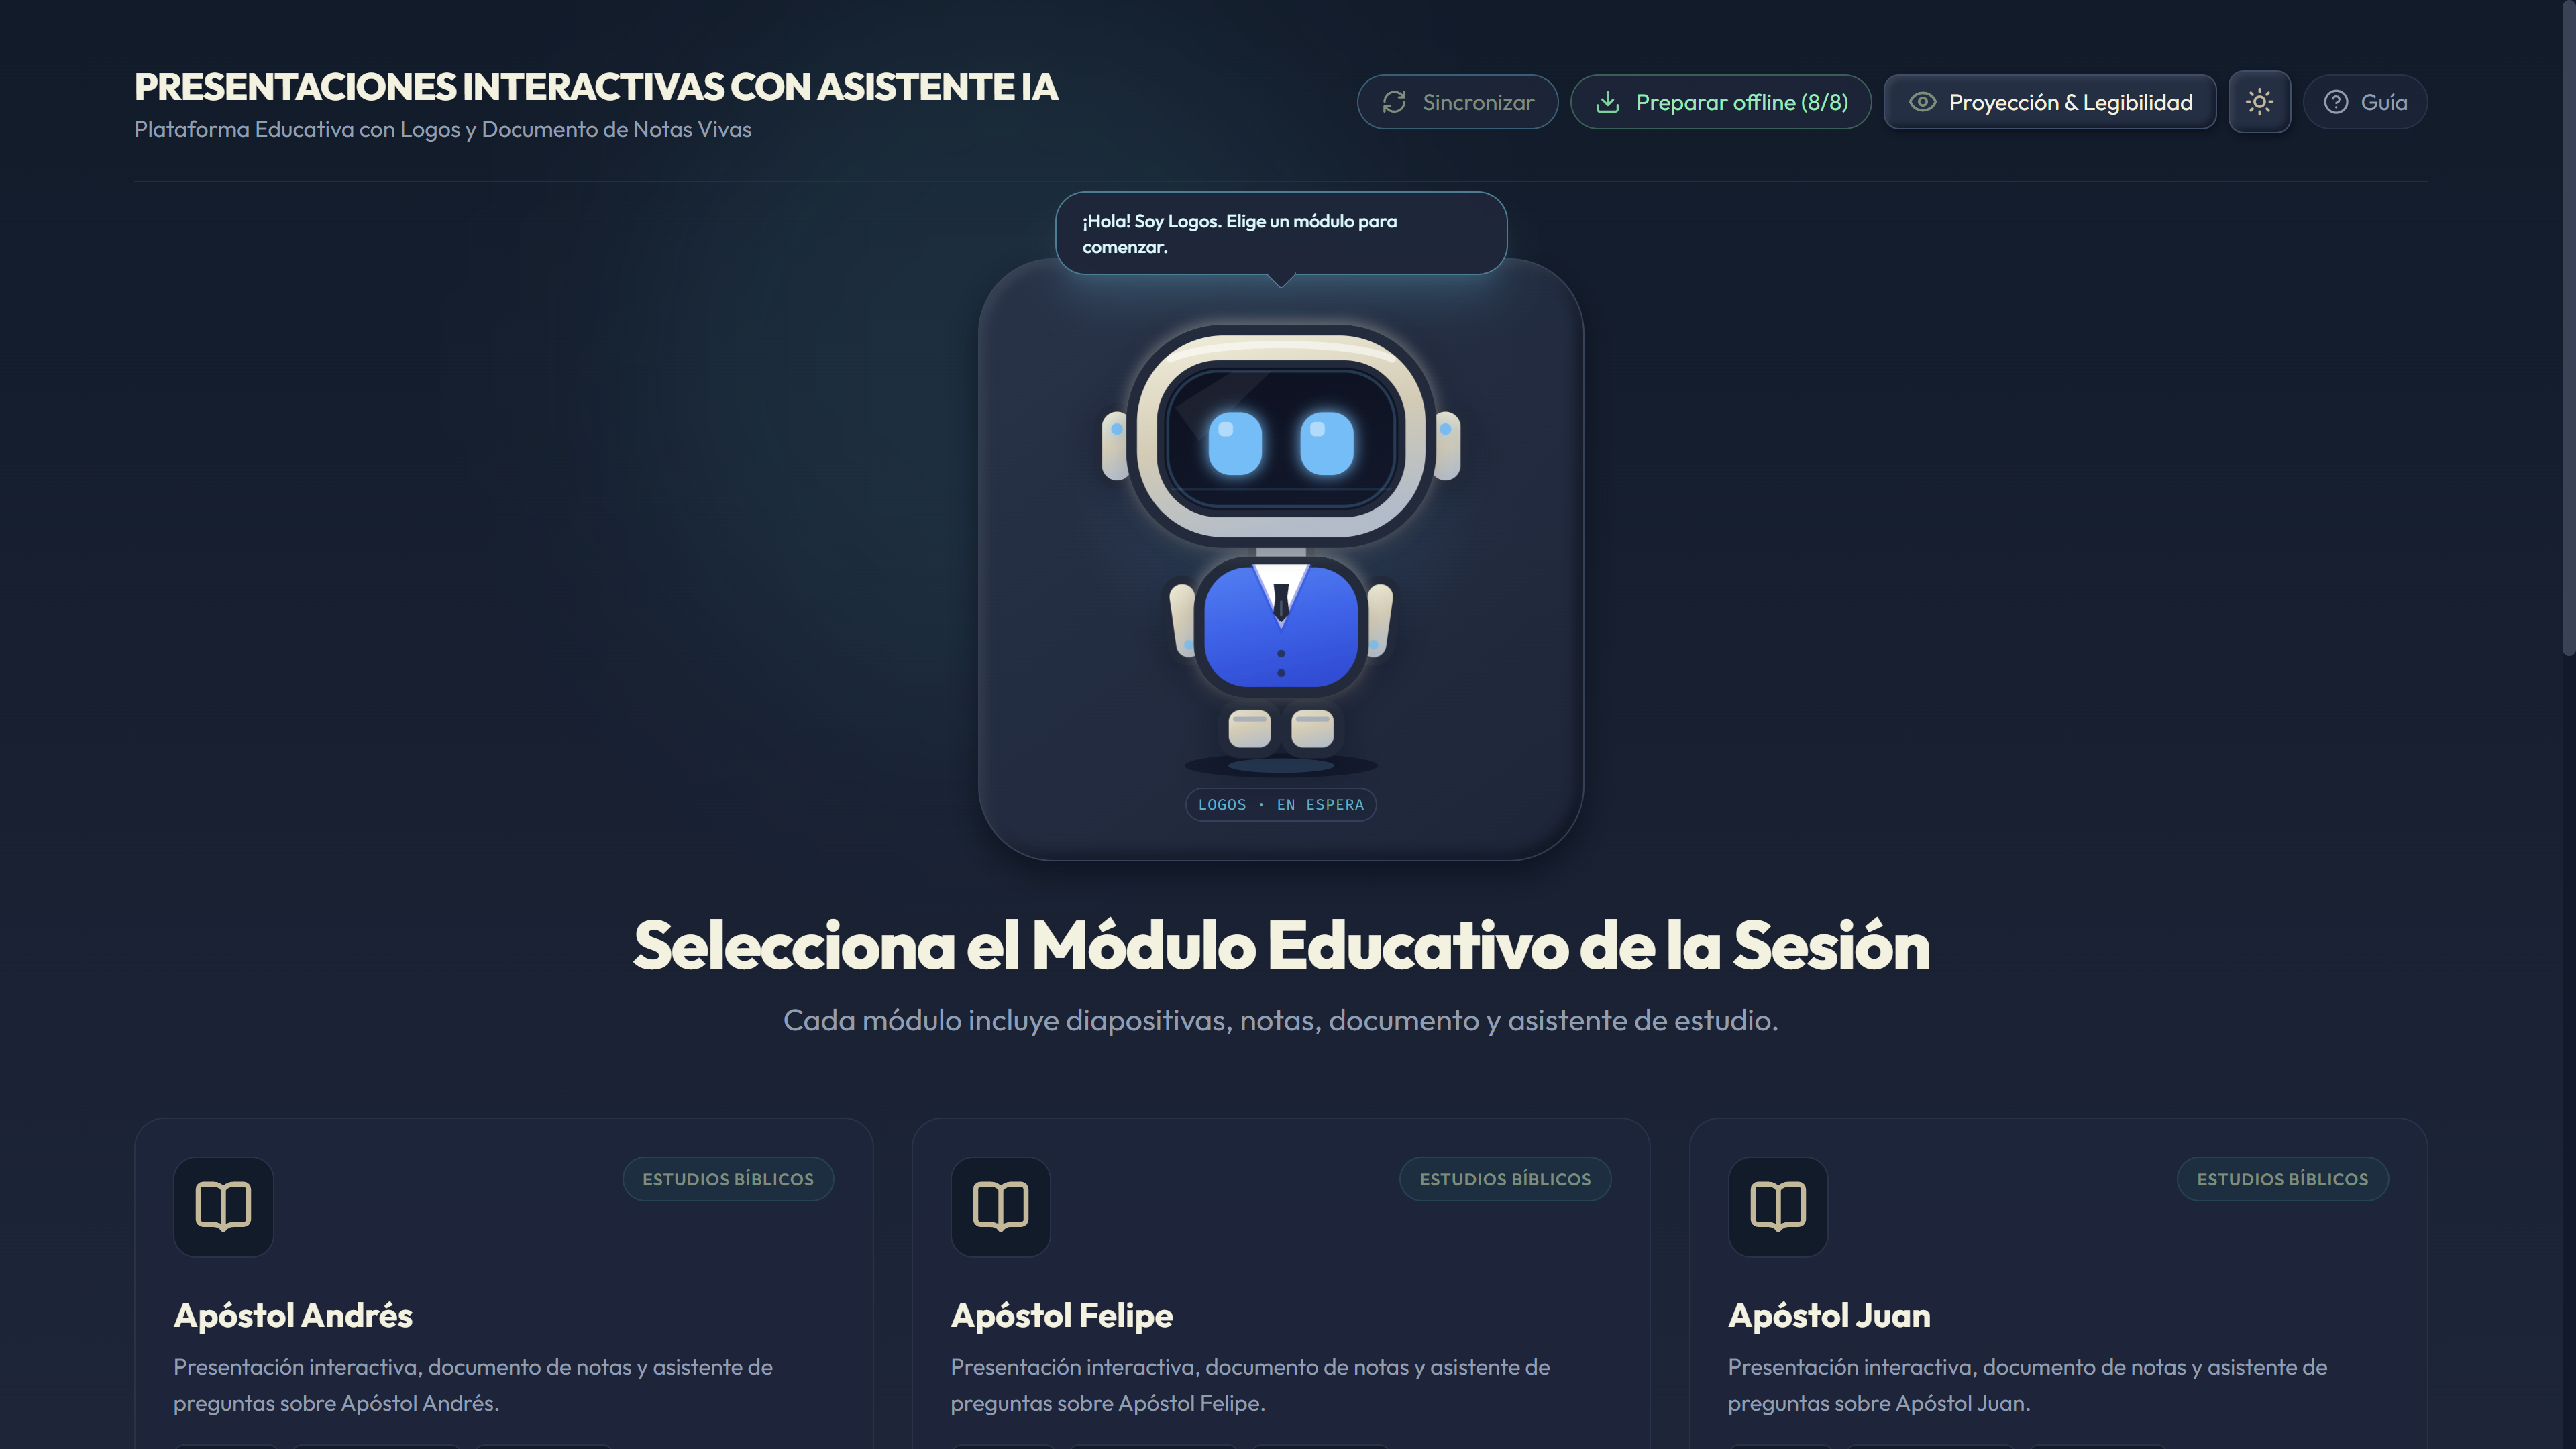 PRESENTACIONES INTERACTIVAS CON ASISTENTE IA
Plataforma Educativa con Logos y Documento de Notas Vivas
Sincronizar
Preparar offline (8/8)
Proyección & Legibilidad
Guía
¡Hola! Soy Logos. Elige un módulo para
comenzar.
LOGOS · EN ESPERA
Selecciona el Módulo Educativo de la Sesión
Cada módulo incluye diapositivas, notas, documento y asistente de estudio.
ESTUDIOS BÍBLICOS
Apóstol Andrés
Presentación interactiva, documento de notas y asistente de
preguntas sobre Apóstol Andrés.
ESTUDIOS BÍBLICOS
Apóstol Felipe
Presentación interactiva, documento de notas y asistente de
preguntas sobre Apóstol Felipe.
ESTUDIOS BÍBLICOS
Apóstol Juan
Presentación interactiva, documento de notas y asistente de
preguntas sobre Apóstol Juan.